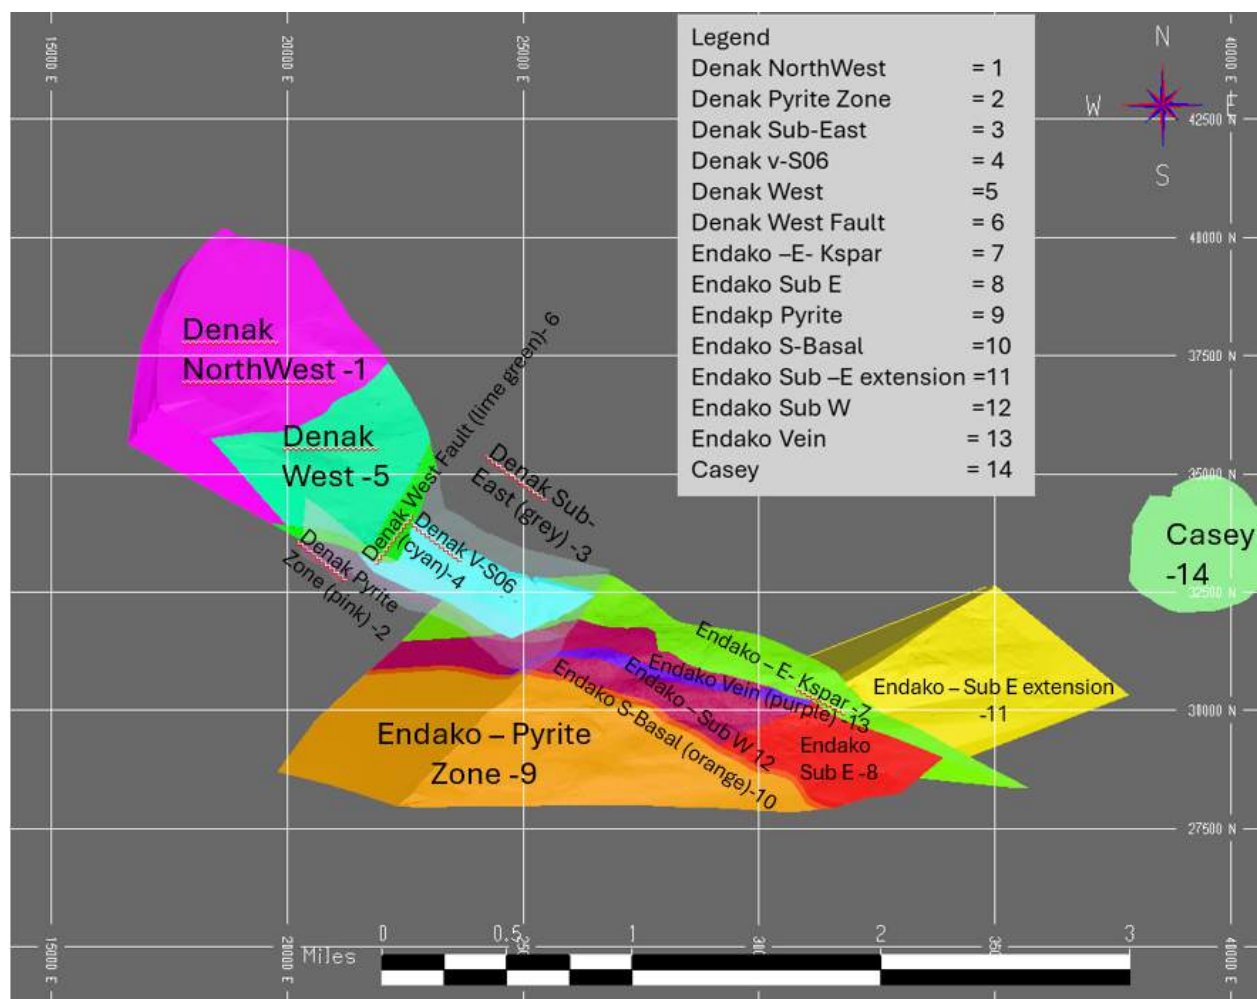 15000 E
20000 E
25000 E
40000 E
Legend
Denak NorthWest = 1
Denak Pyrite Zone = 2
Denak Sub-East = 3
Denak v-S06 = 4
Denak West =5
Denak West Fault = 6
Endako –E- Kspar = 7
Endako Sub E = 8
Endakp Pyrite = 9
Endako S-Basal =10
Endako Sub –E extension =11
Endako Sub W =12
Endako Vein = 13
Casey = 14
N
W
S
42500 N
40000 N
37500 N
35000 N
32500 N
30000 N
27500 N
Denak
NorthWest -1
Denak
West -5
Denak West Fault (lime green)- 6
Denak Sub-
East (grey) -3
Denak V-S06
(cyan)-4
Denak Pyrite
Zone (pink) -2
Casey
-14
Endako – E- Kspar -7
Endako Vein (purple) -13
Endako – Sub W 12
Endako S-Basal (orange)-10
Endako – Sub E extension
-11
Endako
Sub E -8
Endako – Pyrite
Zone -9
15000 E
20000 E
40000 E
Miles
0
0.5
1
2
3